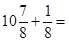 10 7/8 + 1/8 =